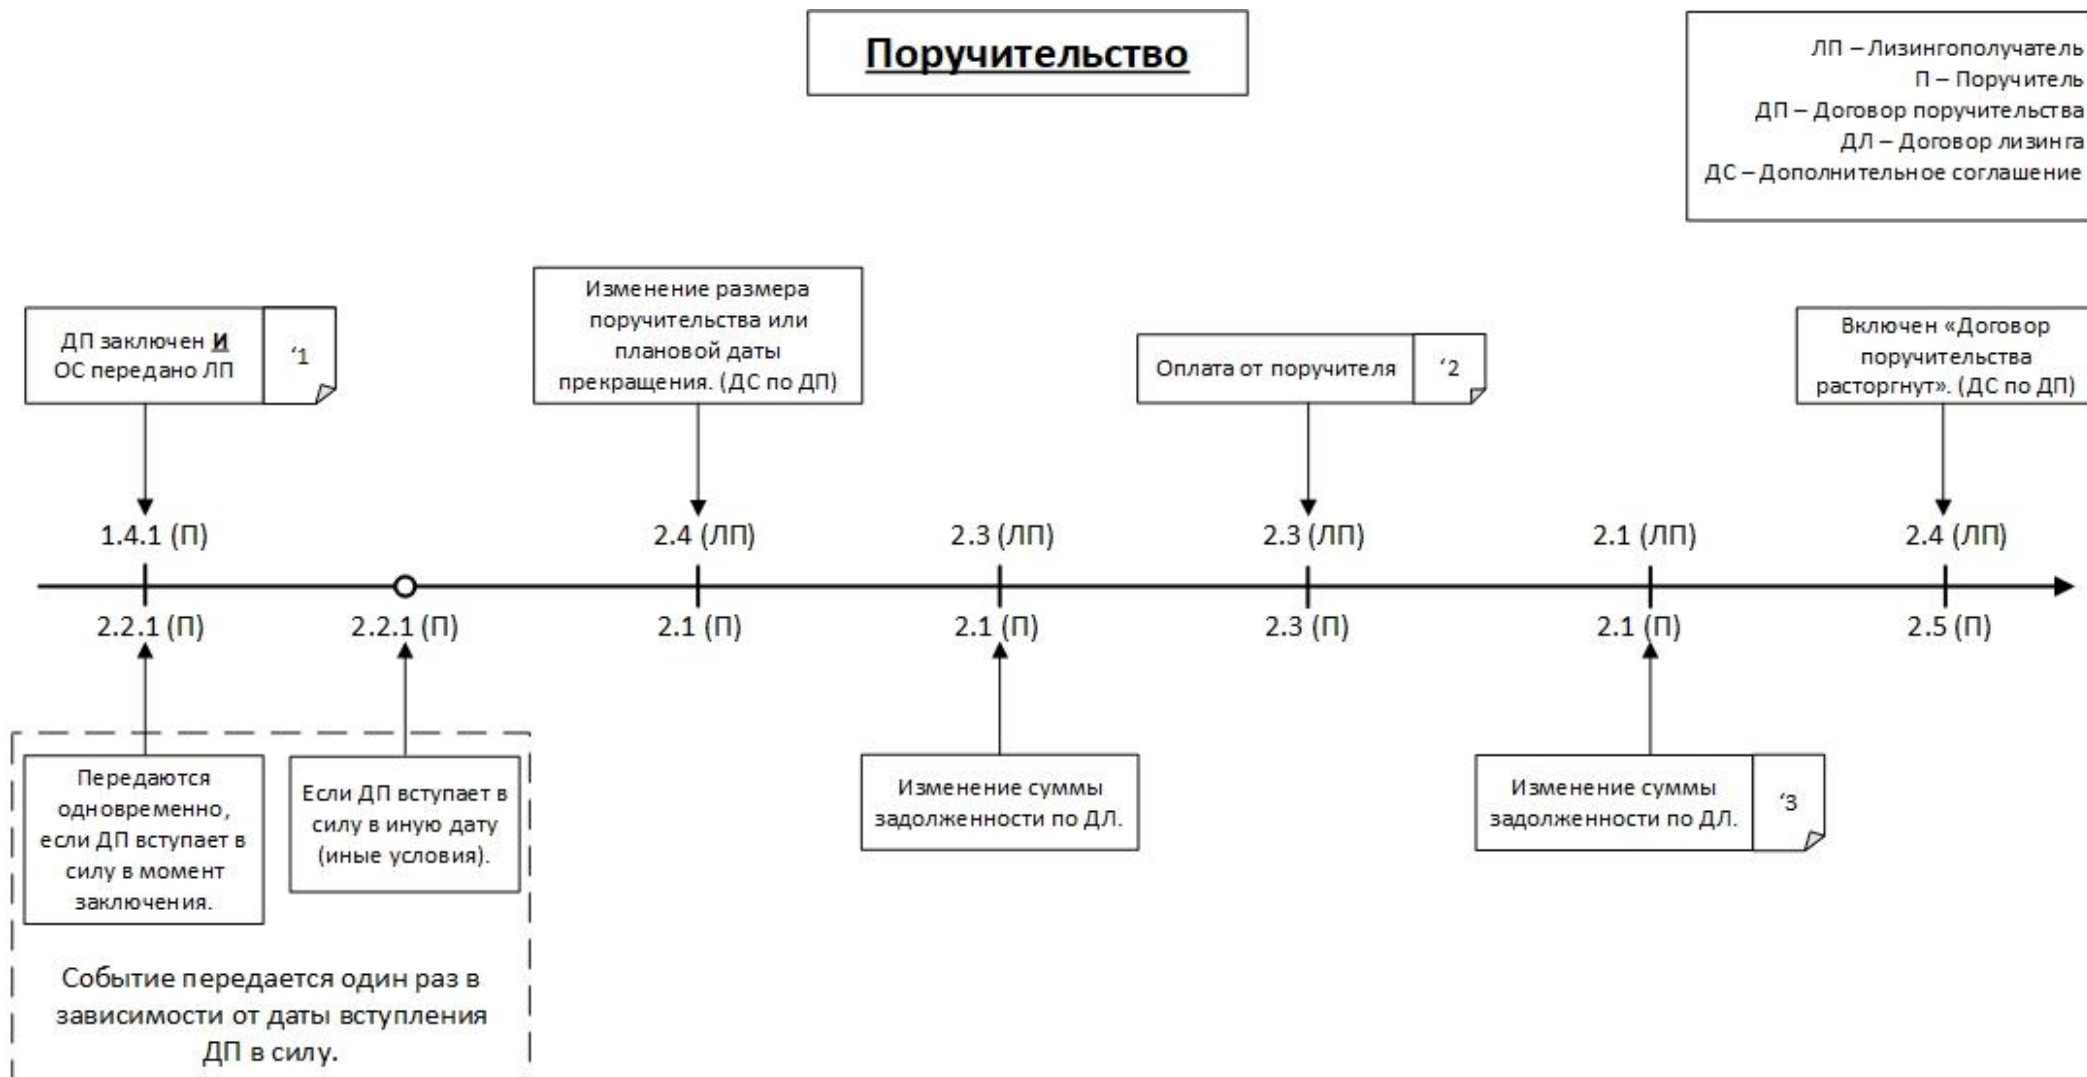 Поручительство
ЛП – Лизингополучатель
П – Поручитель
ДП – Договор поручительства
ДЛ – Договор лизинга
ДС – Дополнительное соглашение
ДП заключен И
ОС передано ЛП
‘1
Изменение размера
поручительства или
плановой даты
прекращения. (ДС по ДП)
Оплата от поручителя
‘2
Включен «Договор
поручительства
расторгнут». (ДС по ДП)
1.4.1 (П)
2.4 (ЛП)
2.3 (ЛП)
2.3 (ЛП)
2.1 (ЛП)
2.4 (ЛП)
2.2.1 (П)
2.2.1 (П)
2.1 (П)
2.1 (П)
2.3 (П)
2.1 (П)
2.5 (П)
Передаются
одновременно,
если ДП вступает в
силу в момент
заключения.
Если ДП вступает в
силу в иную дату
(иные условия).
Изменение суммы
задолженности по ДЛ.
Изменение суммы
задолженности по ДЛ.
‘3
Событие передается один раз в
зависимости от даты вступления
ДП в силу.